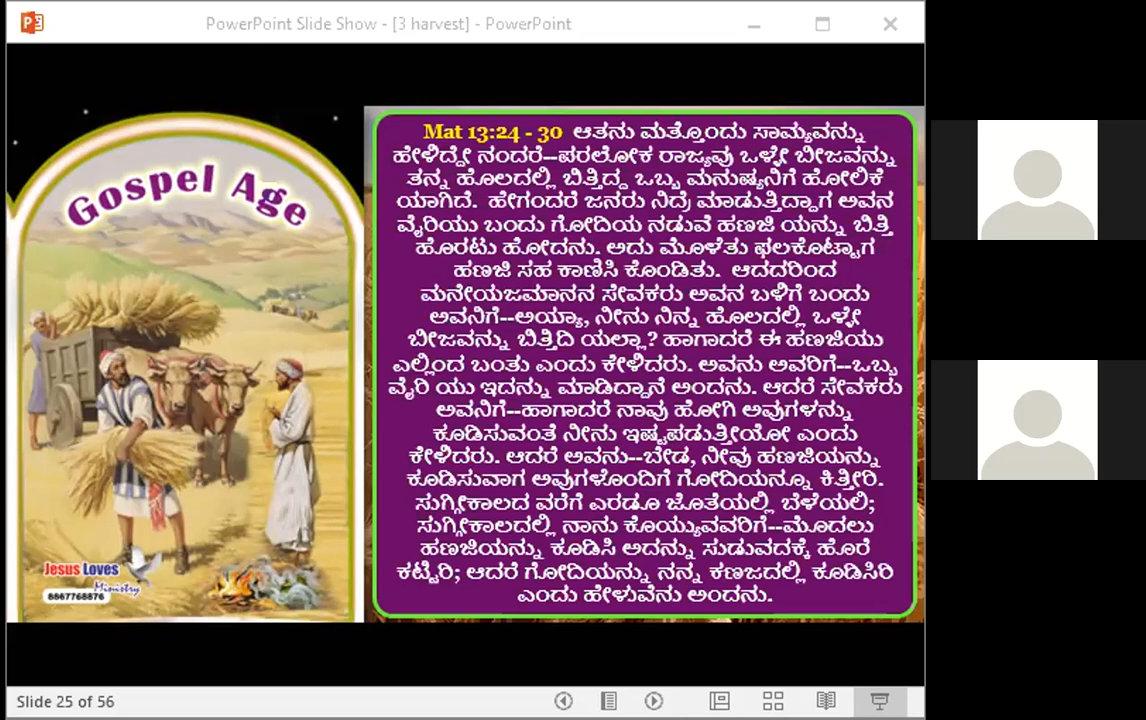 PowerPoint Slide Show - [3 harvest] - PowerPoint
Gospel Age
Jesus Loves
Ministry
8867768876
Mat 13:24 - 30 ಆತನು ಮತ್ತೊಂದು ಸಾಮ್ಯವನ್ನು
ಹೇಳಿದ್ದೇ ನಂದರೆ--ಪರಲೋಕ ರಾಜ್ಯವು ಒಳ್ಳೇ ಬೀಜವನ್ನು
ತನ್ನ ಹೊಲದಲ್ಲಿ ಬಿತ್ತಿದ್ದ ಒಬ್ಬ ಮನುಷ್ಯನಿಗೆ ಹೋಲಿಕೆ
ಯಾಗಿದೆ. ಹೇಗಂದರೆ ಜನರು ನಿದ್ರೆ ಮಾಡುತ್ತಿದ್ದಾಗ ಅವನ
ವೈರಿಯು ಬಂದು ಗೋದಿಯ ನಡುವೆ ಹಣಜಿ ಯನ್ನು ಬಿತ್ತಿ
ಹೊರಟು ಹೋದನು. ಅದು ಮೊಳೆತು ಫಲಕೊಟ್ಟಾಗ
ಹಣಜಿ ಸಹ ಕಾಣಿಸಿ ಕೊಂಡಿತು. ಆದದರಿಂದ
ಮನೇಯಜಮಾನನ ಸೇವಕರು ಅವನ ಬಳಿಗೆ ಬಂದು
ಅವನಿಗೆ--ಅಯ್ಯಾ, ನೀನು ನಿನ್ನ ಹೊಲದಲ್ಲಿ ಒಳ್ಳೇ
ಬೀಜವನ್ನು ಬಿತ್ತಿದಿ ಯಲ್ಲಾ? ಹಾಗಾದರೆ ಈ ಹಣಜಿಯು
ಎಲ್ಲಿಂದ ಬಂತು ಎಂದು ಕೇಳಿದರು. ಅವನು ಅವರಿಗೆ--ಒಬ್ಬ
ವೈರಿ ಯು ಇದನ್ನು ಮಾಡಿದ್ದಾನೆ ಅಂದನು. ಆದರೆ ಸೇವಕರು
ಅವನಿಗೆ--ಹಾಗಾದರೆ ನಾವು ಹೋಗಿ ಅವುಗಳನ್ನು
ಕೂಡಿಸುವಂತೆ ನೀನು ಇಷ್ಟಪಡುತ್ತೀಯೋ ಎಂದು
ಕೇಳಿದರು. ಆದರೆ ಅವನು--ಬೇಡ, ನೀವು ಹಣಜಿಯನ್ನು
ಕೂಡಿಸುವಾಗ ಅವುಗಳೊಂದಿಗೆ ಗೋದಿಯನ್ನೂ ಕಿತ್ತೀರಿ.
ಸುಗ್ಗೀಕಾಲದ ವರೆಗೆ ಎರಡೂ ಜೊತೆಯಲ್ಲಿ ಬೆಳೆಯಲಿ;
ಸುಗ್ಗೀಕಾಲದಲ್ಲಿ ನಾನು ಕೊಯ್ಯುವವರಿಗೆ--ಮೊದಲು
ಹಣಜಿಯನ್ನು ಕೂಡಿಸಿ ಅದನ್ನು ಸುಡುವದಕ್ಕೆ ಹೊರೆ
ಕಟ್ಟಿರಿ; ಆದರೆ ಗೋದಿಯನ್ನು ನನ್ನ ಕಣಜದಲ್ಲಿ ಕೂಡಿಸಿರಿ
ಎಂದು ಹೇಳುವೆನು ಅಂದನು.
Slide 25 of 56